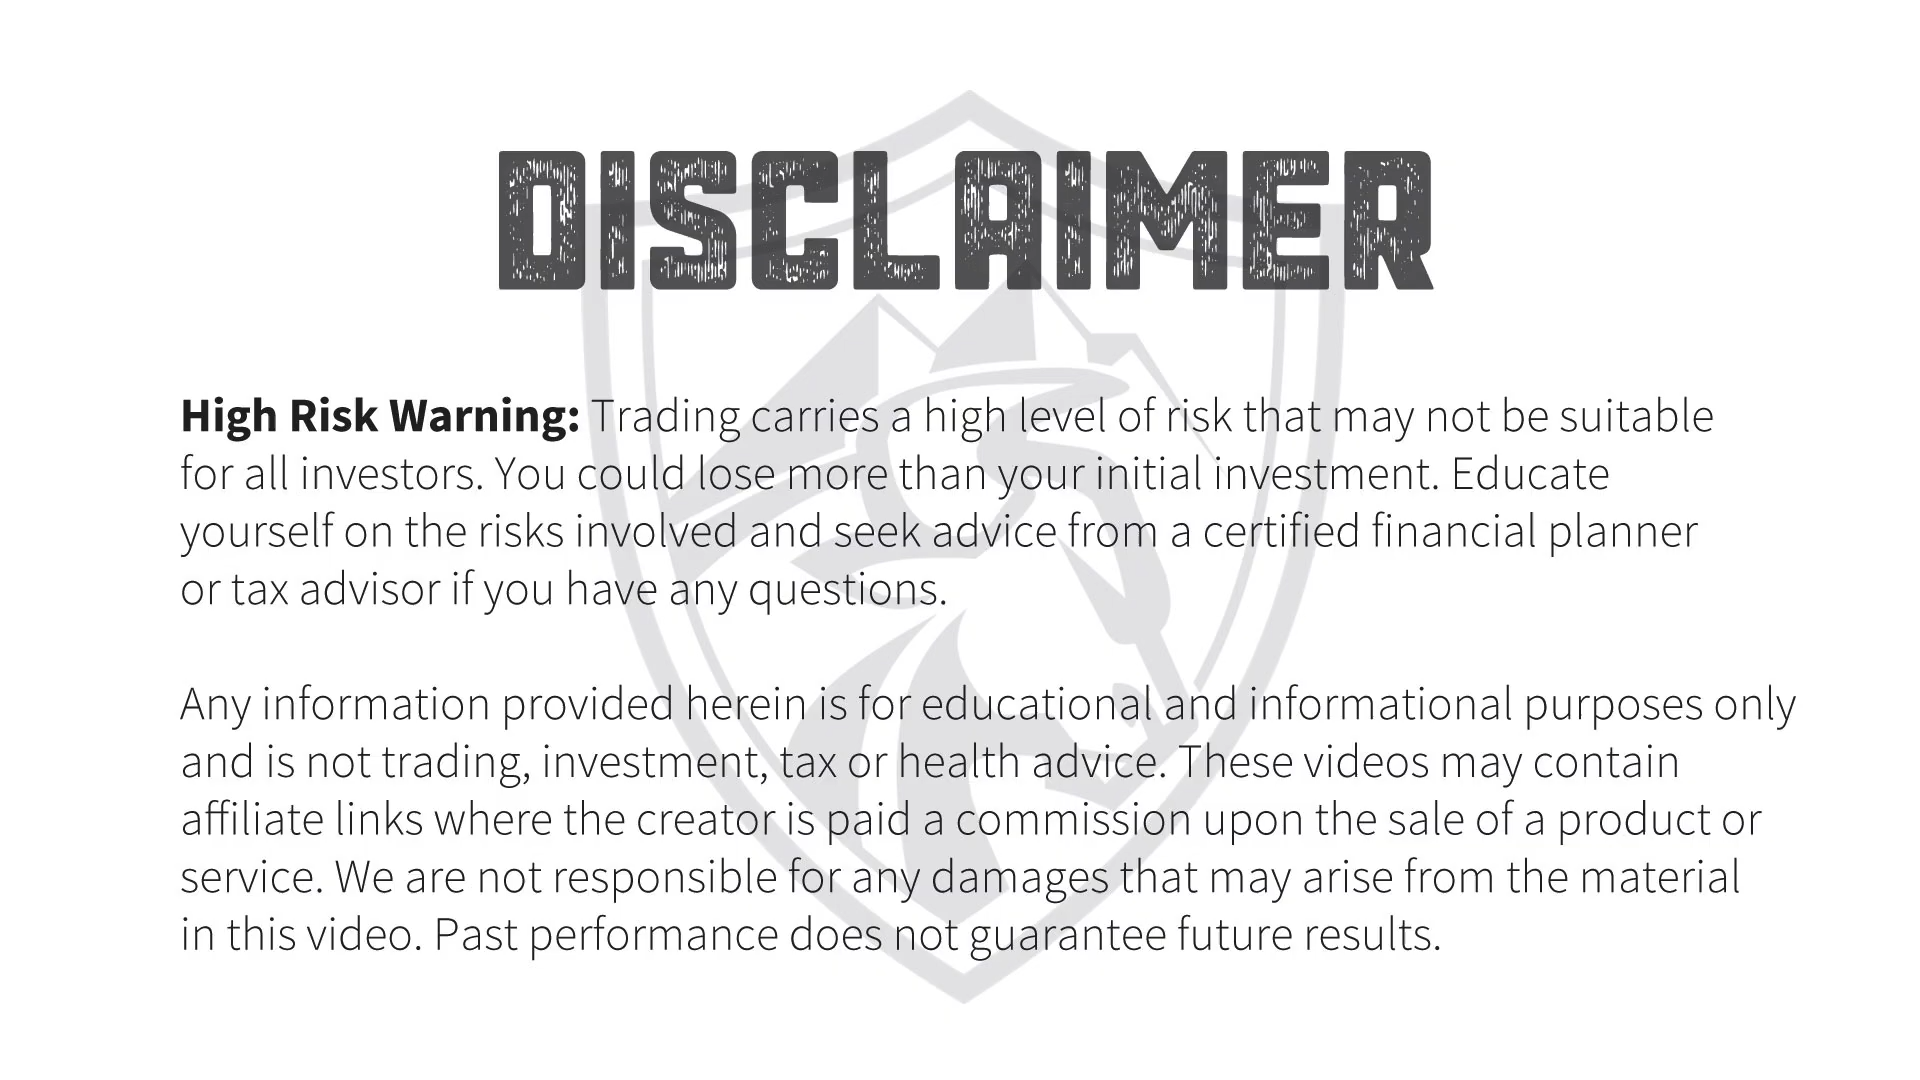 DISCLAIMER
High Risk Warning: Trading carries a high level of risk that may not be suitable
for all investors. You could lose more than your initial investment. Educate
yourself on the risks involved and seek advice from a certified financial planner
or tax advisor if you have any questions.
Any information provided herein is for educational and informational purposes only
and is not trading, investment, tax or health advice. These videos may contain
affiliate links where the creator is paid a commission upon the sale of a product or
service. We are not responsible for any damages that may arise from the material
in this video. Past performance does not guarantee future results.